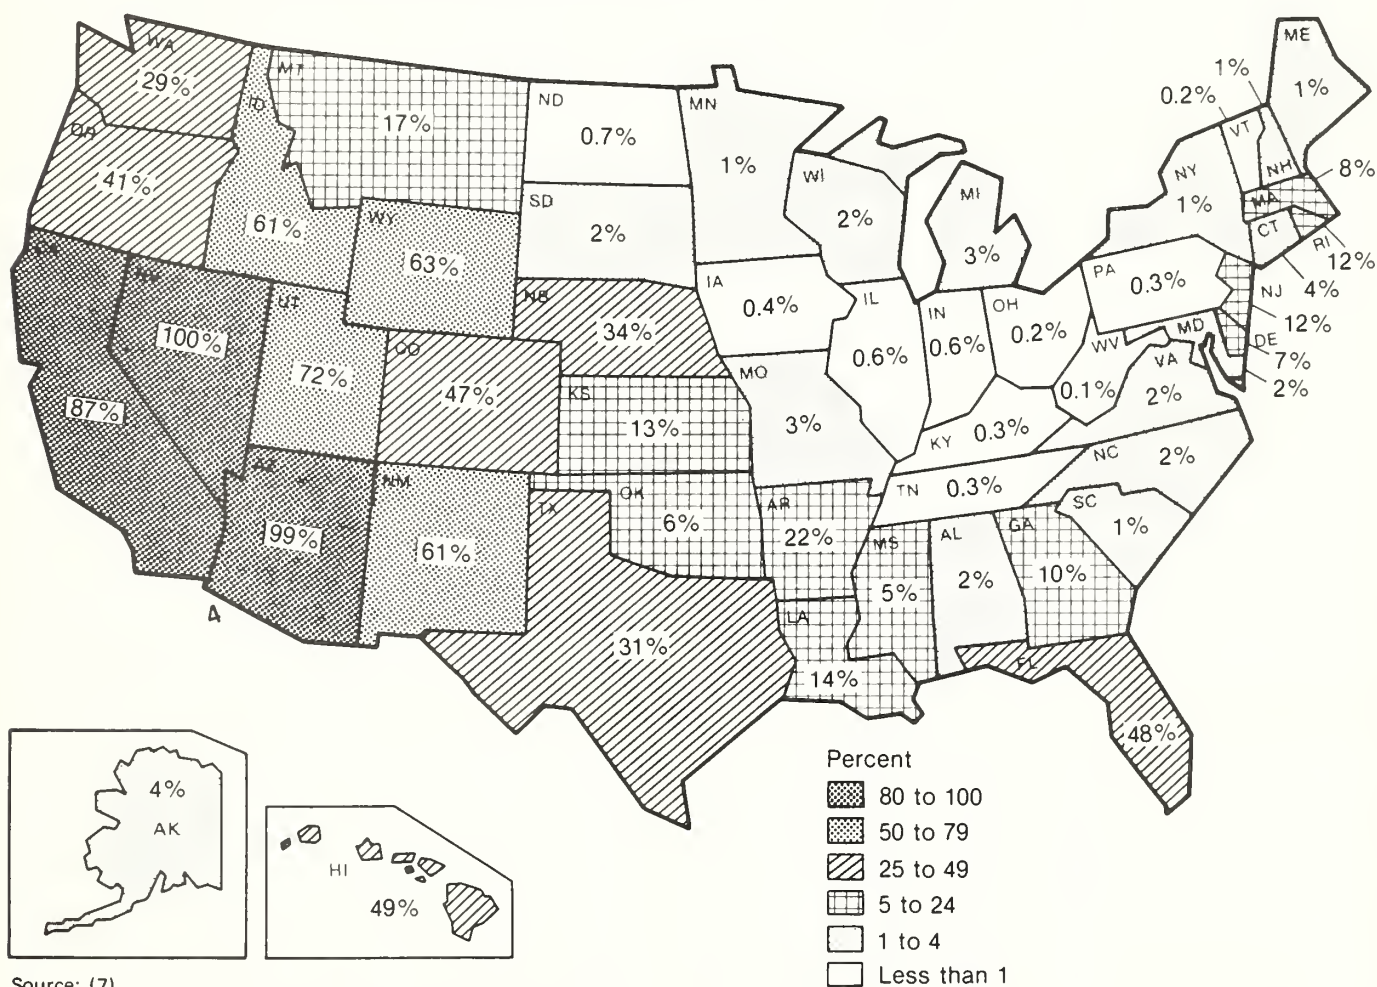 WA
29%
OR
41%
ID
61%
MT
17%
WY
63%
ND
0.7%
SD
2%
NB
34%
MN
1%
WI
2%
MI
3%
IA
0.4%
CA
87%
NV
100%
UT
72%
CO
47%
KS
13%
MO
3%
IL
0.6%
IN
0.6%
OH
0.2%
PA
0.3%
NY
1%
0.2%
VT
1%
NH
ME
1%
8%
MA
CT
4%
RI
12%
NJ
12%
DE
7%
MD
2%
WV
0.1%
VA
2%
KY
0.3%
TN
0.3%
NC
2%
SC
1%
AZ
99%
NM
61%
TX
31%
OK
6%
AR
22%
LA
14%
MS
5%
AL
2%
GA
10%
FL
48%
4%
AK
HI
49%
Percent
80 to 100
50 to 79
25 to 49
5 to 24
1 to 4
Less than 1
Source: (7)